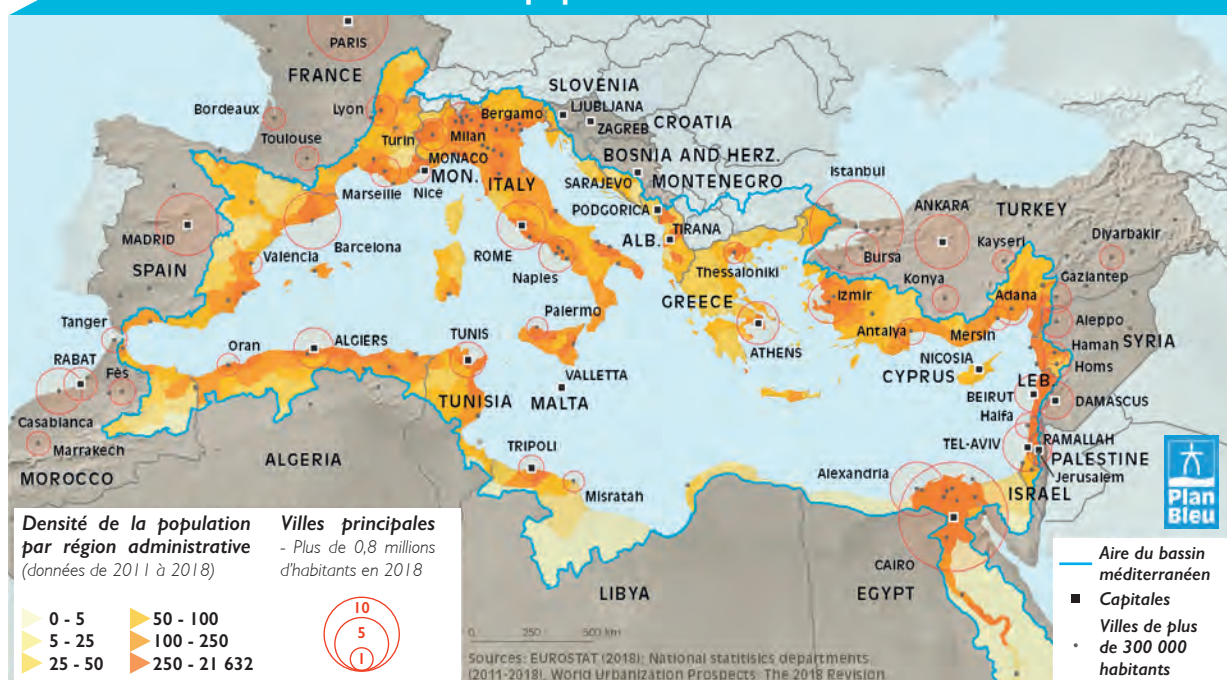 PARIS
FRANCE
SLOVENIA
Bordeaux
Lyon
LJUBLJANA
Bergamo
ZAGREB
CROATIA
Toulouse
Turin
Milan
MONACO
MON.
BOSNIA AND HERZ.
Istanbul
Marseille
Nice
ITALY
SARAJEVO
MONTENEGRO
ANKARA
PODGORICA
TURKEY
MADRID
Barcelona
TIRANA
Kayseri
Diyarbakir
SPAIN
Valencia
ROME
ALB.
Bursa
Naples
Thessaloniki
Konya
Gaziantep
GREECE
Izmir
Adana
Tanger
Palermo
Aleppo
Oran
ALGIERS
TUNIS
Antalya
Mersin
Hamah
SYRIA
RABAT
ATHENS
NICOSIA
Homs
Fès
VALLETTA
CYPRUS
LEB.
TUNISIA
MALTA
BEIRUT
DAMASCUS
Casablanca
Haifa
Marrakech
TRIPOLI
TEL-AVIV
RAMALLAH
ALGERIA
PALESTINE
MOROCCO
Alexandria
Jerusalem
Misratah
ISRAEL
Plan
Bleu
CAIRO
LIBYA
EGYPT
Densité de la population
par région administrative
(données de 2011 à 2018)
0 - 5
5 - 25
25 - 50
50 - 100
100 - 250
250 - 21 632
Villes principales
- Plus de 0,8 millions
d'habitants en 2018
10
5
1
0 250 500 km
Sources: EUROSTAT (2018); National statitisics departments
(2011-2018), World Urbanization Prospects: The 2018 Revision
Aire du bassin
méditerranéen
Capitales
Villes de plus
de 300 000
habitants